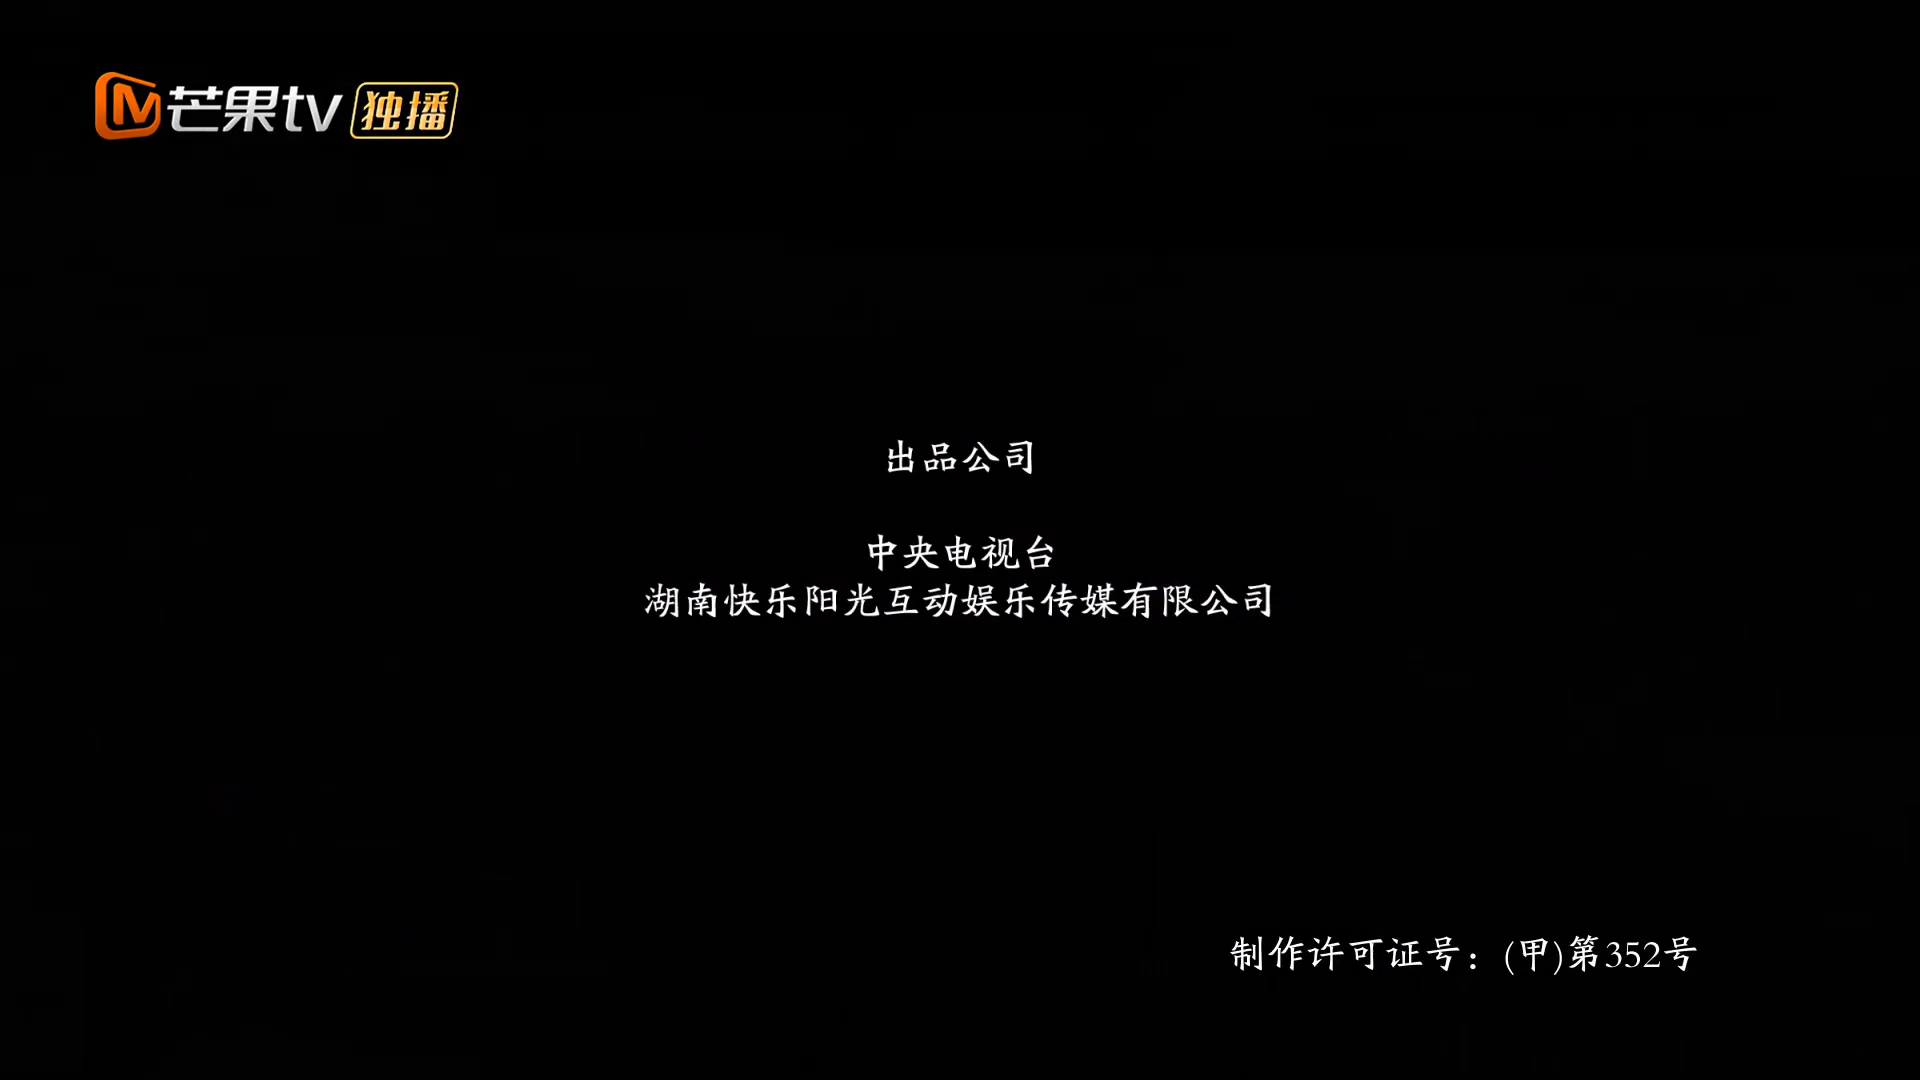 芒果tv 独播
出品公司
中央电视台
湖南快乐阳光互动娱乐传媒有限公司
制作许可证号：(甲)第352号